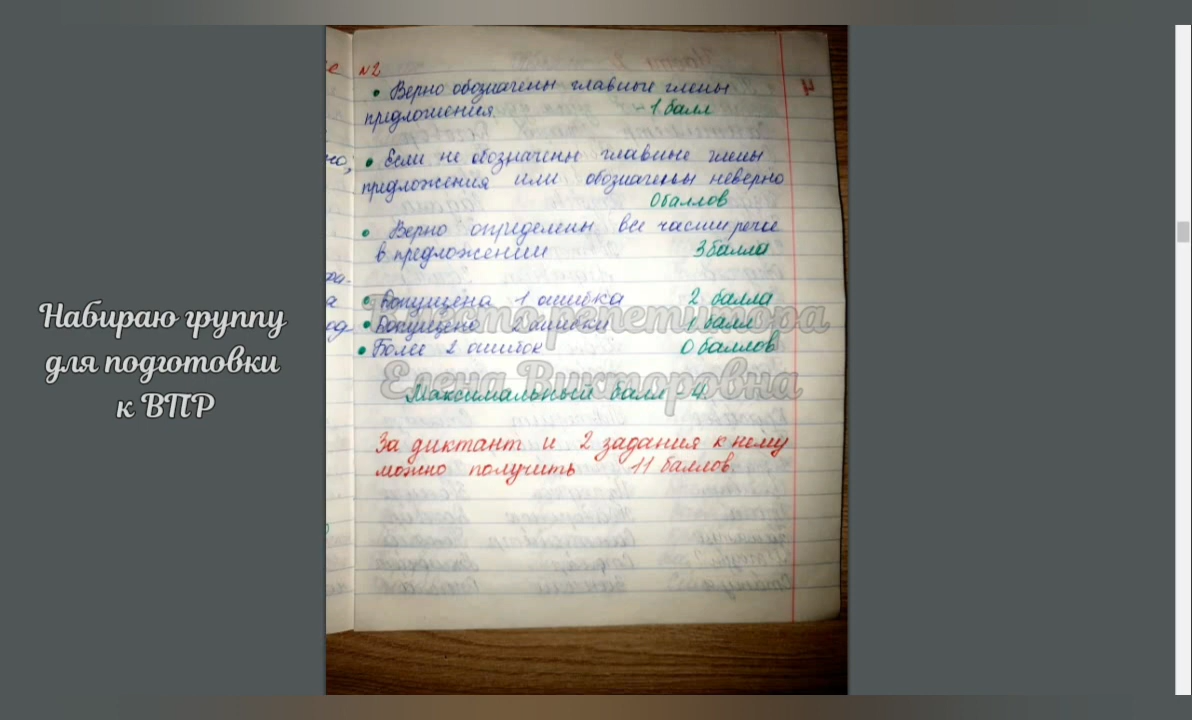 Набираю группу
для подготовки
к ВПР
№2
• Верно обозначены главные члены
предложения - 1 балл
• Если не обозначены главные члены
предложения или обозначены неверно
0 баллов
• Верно определены все части речи
в предложении 3 балла
• Допущена 1 ошибка 2 балла
• Допущено 2 ошибки 1 балл
• Более 2 ошибок 0 баллов
Вместо репетитора
Елена Викторовна
Максимальный балл 4.
За диктант и 2 задания к нему
можно получить 11 баллов.